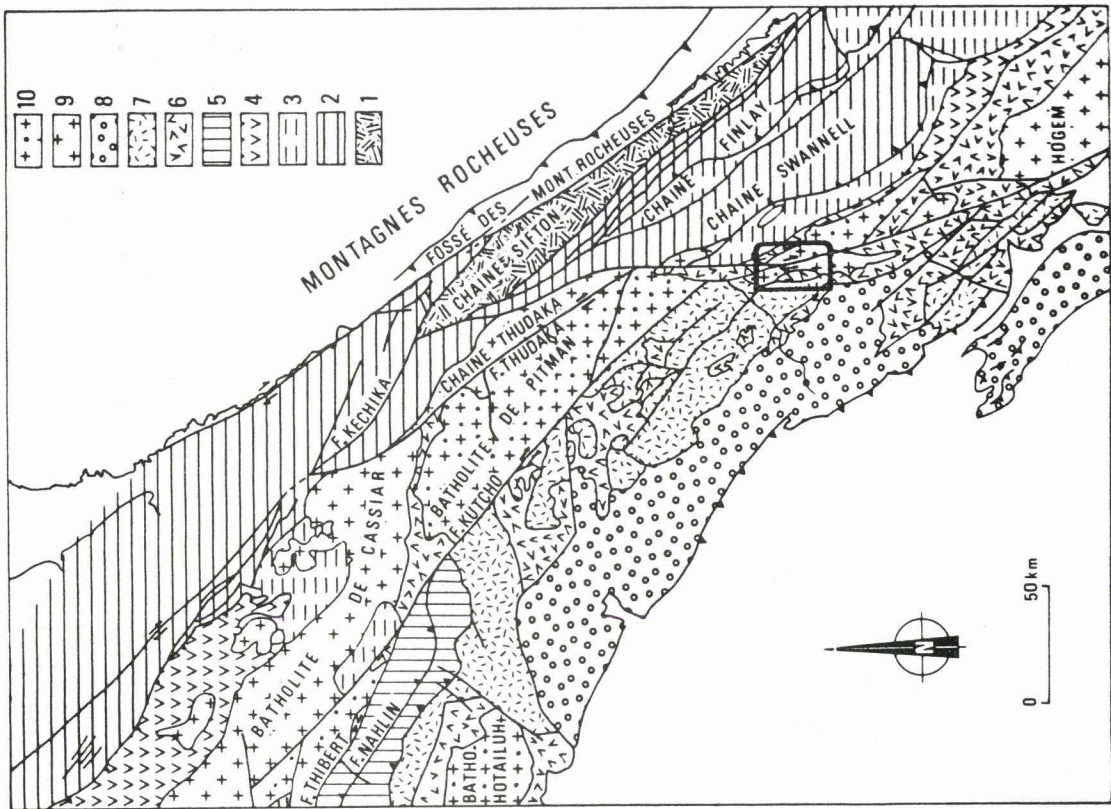 10
9
8
7
6
5
4
3
2
1
MONTAGNES ROCHEUSES
FOSSÉ DES MONT ROCHEUSES
CHAINE SIFTON
CHAINE FINLAY
CHAINE SWANNELL
HOGEM
F. KECHIKA
CHAINE THUDAKA
F. THUDAKA
BATHOLITE DE PITMAN
F. KUTCHO
BATHOLITE DE CASSIAR
F. THIBERT
F. NAHLIN
BATHO.
HOTAILUH
N
0 50 km